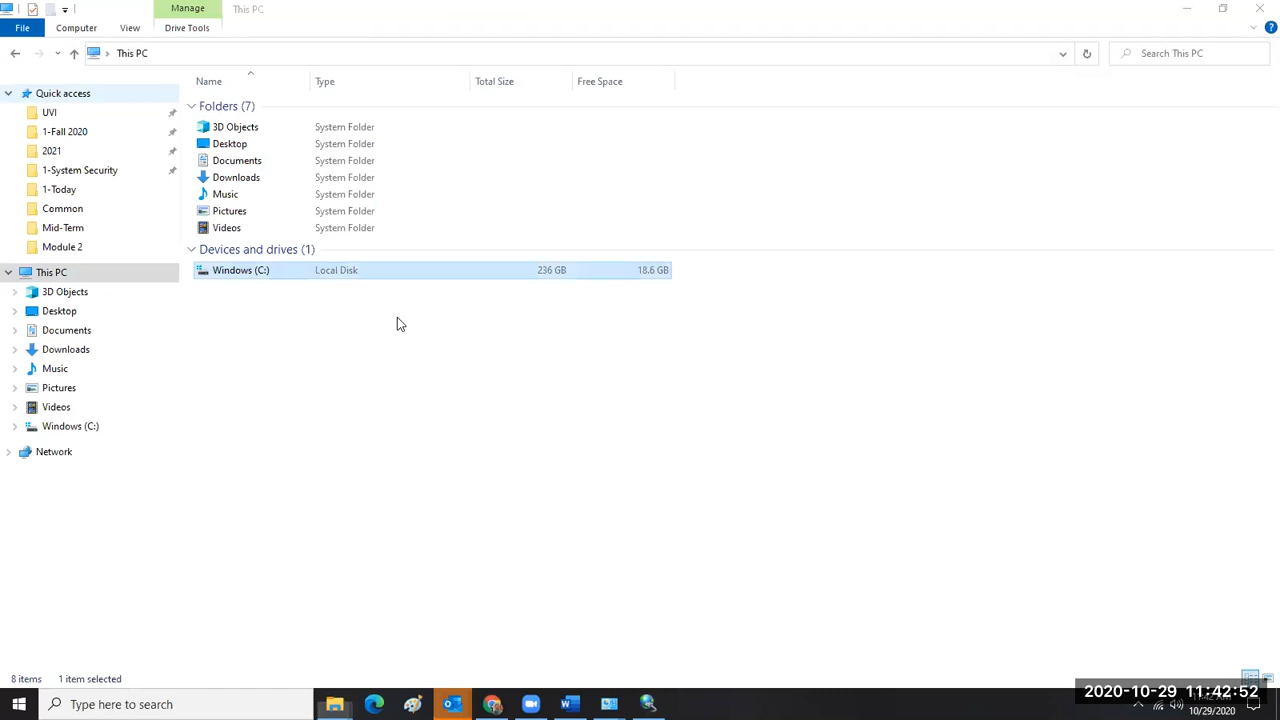 Manage
This PC
File
Computer
View
Drive Tools
This PC
Search This PC
Name
Type
Total Size
Free Space
Quick access
UVI
1-Fall 2020
2021
1-System Security
1-Today
Common
Mid-Term
Module 2
This PC
3D Objects
Desktop
Documents
Downloads
Music
Pictures
Videos
Windows (C:)
Network
Folders (7)
3D Objects System Folder
Desktop System Folder
Documents System Folder
Downloads System Folder
Music System Folder
Pictures System Folder
Videos System Folder
Devices and drives (1)
Windows (C:) Local Disk 236 GB 18.6 GB
8 items 1 item selected
Type here to search
2020-10-29 11:42:52
10/29/2020